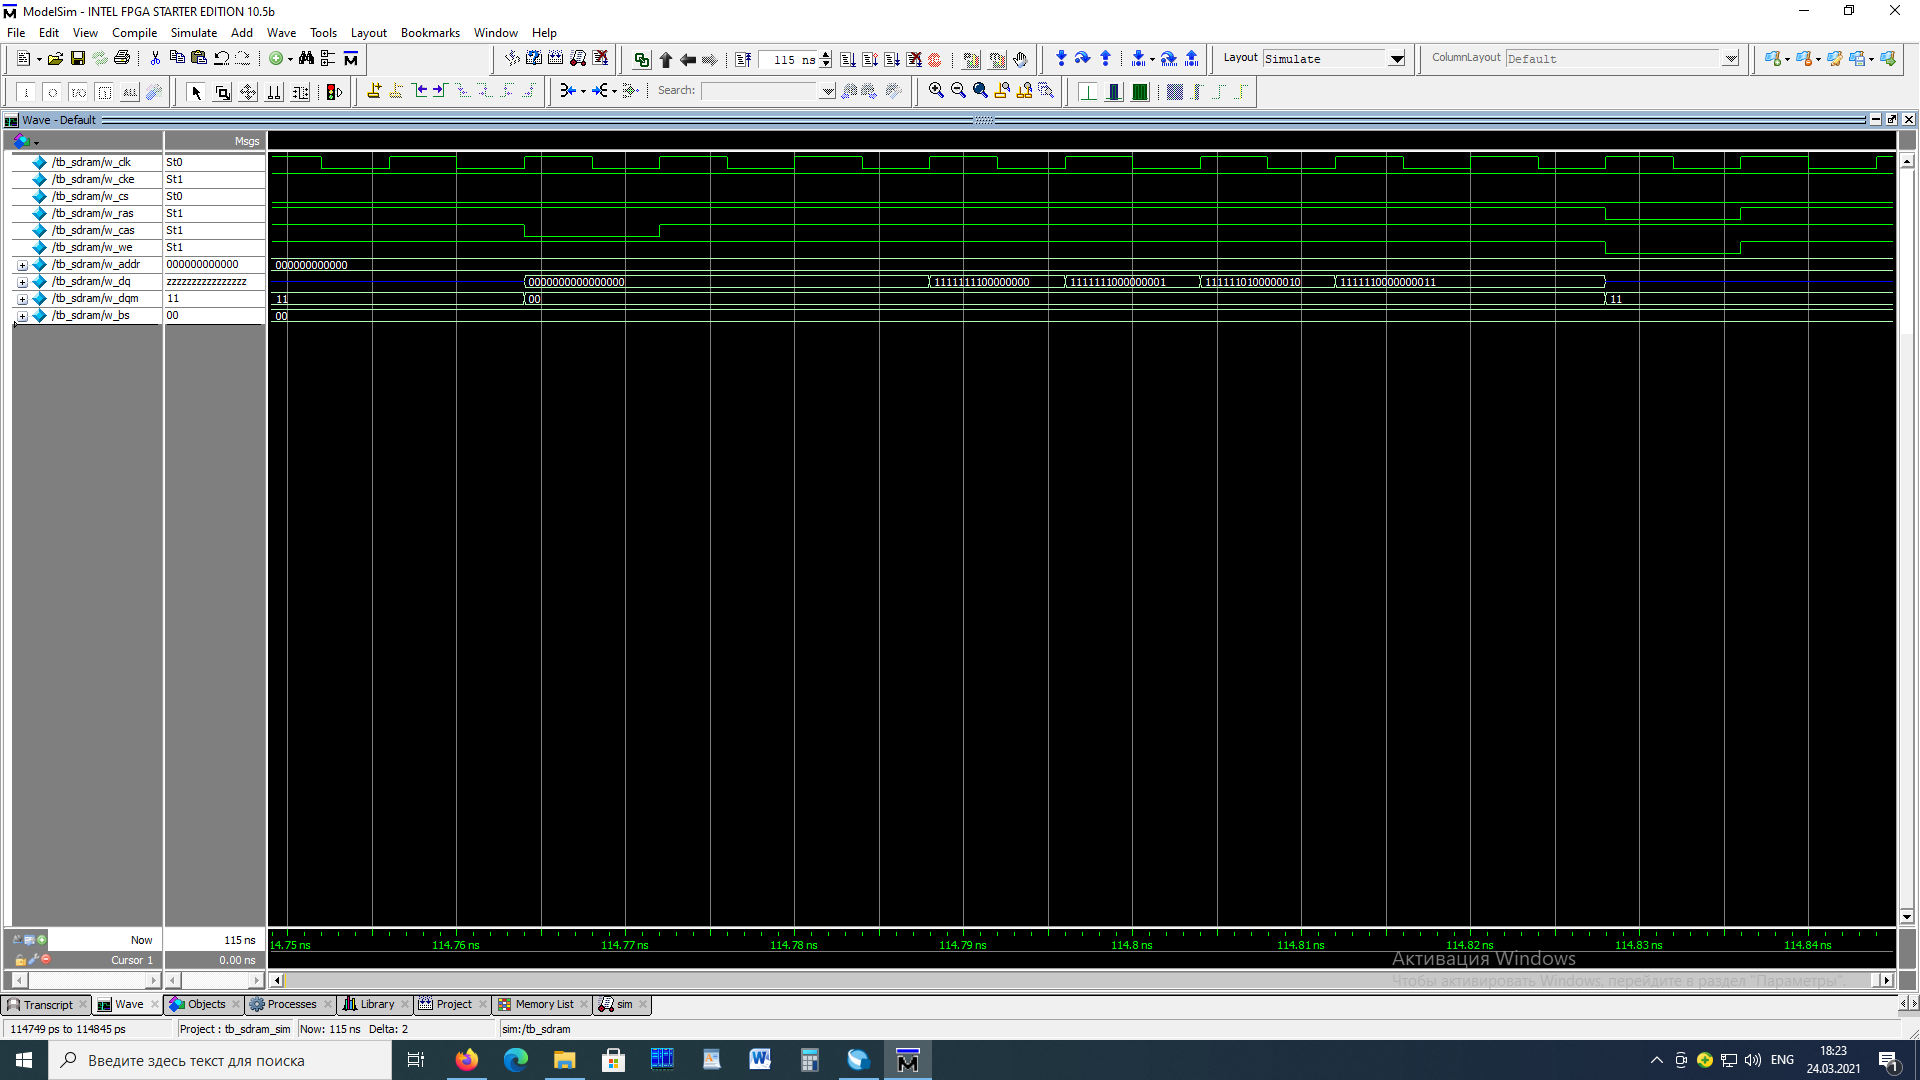 ModelSim - INTEL FPGA STARTER EDITION 10.5b
File Edit View Compile Simulate Add Wave Tools Layout Bookmarks Window Help
115 ns
Layout Simulate
ColumnLayout Default
Search:
Wave - Default
Msgs
/tb_sdram/w_clk St0
/tb_sdram/w_cke St1
/tb_sdram/w_cs St0
/tb_sdram/w_ras St1
/tb_sdram/w_cas St1
/tb_sdram/w_we St1
/tb_sdram/w_addr 000000000000 000000000000
/tb_sdram/w_dq zzzzzzzzzzzzzzzz 0000000000000000 1111111100000000 1111111000000001 1111110100000010 1111110000000011
/tb_sdram/w_dqm 11 11 00 11
/tb_sdram/w_bs 00 00
Now 115 ns
14.75 ns 114.76 ns 114.77 ns 114.78 ns 114.79 ns 114.8 ns 114.81 ns 114.82 ns 114.83 ns 114.84 ns
Cursor 1 0.00 ns
Активация Windows
Чтобы активировать Windows, перейдите в раздел "Параметры".
Transcript Wave Objects Processes Library Project Memory List sim
114749 ps to 114845 ps Project : tb_sdram_sim Now: 115 ns Delta: 2 sim:/tb_sdram
Введите здесь текст для поиска
ENG
18:23
24.03.2021
1